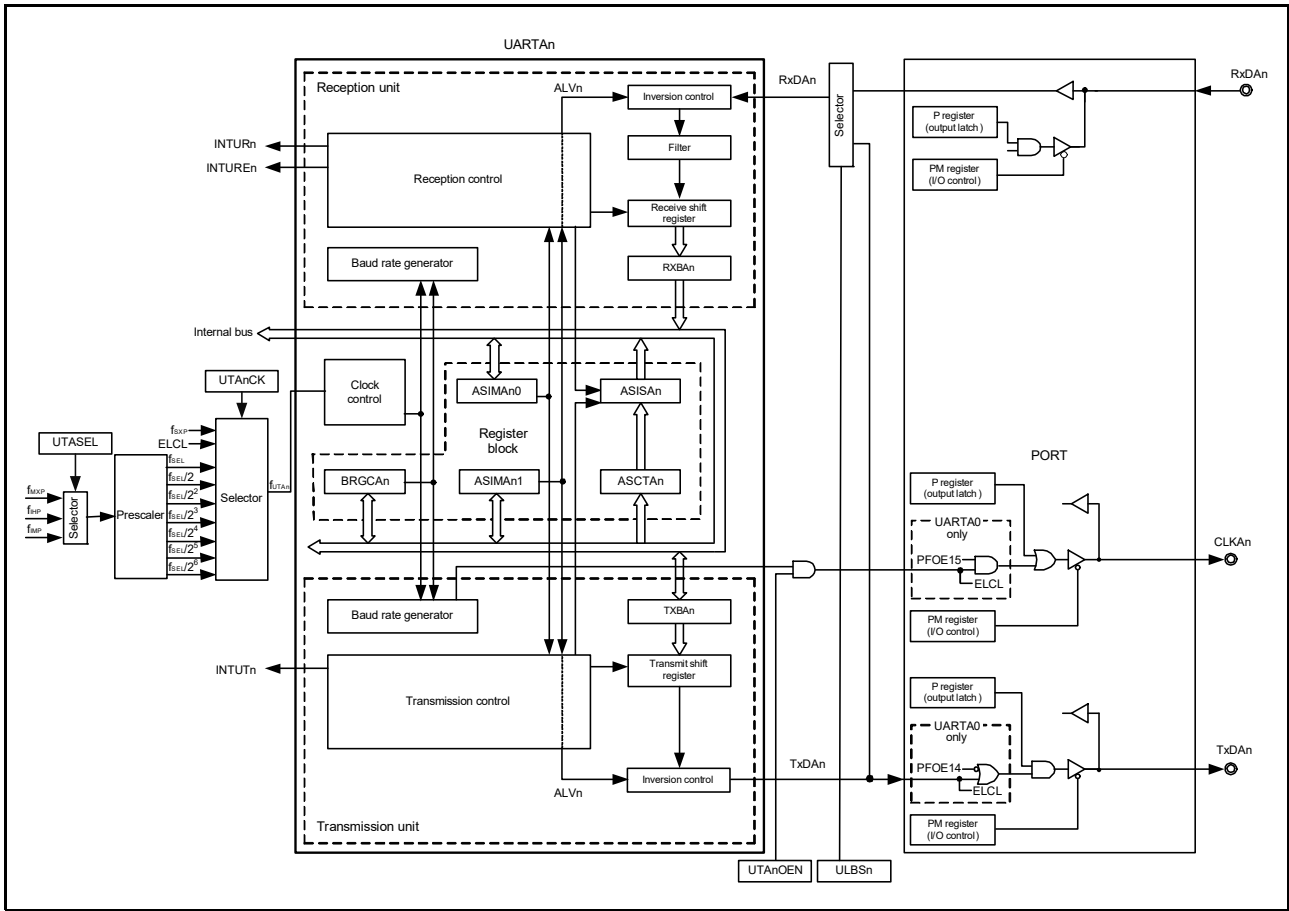 UARTAn
Reception unit
ALVn
Inversion control
RxDAn
Selector
RxDAn
P register
(output latch )
Filter
INTURn
INTUREn
Reception control
PM register
(I/O control)
Receive shift
register
Baud rate generator
RXBAn
Internal bus
UTAnCK
Clock
control
ASIMAn0
ASISAn
Register
block
fSXP
ELCL
UTASEL
fSEL
fSEL/2
fSEL/2²
fSEL/2³
fSEL/2⁴
fSEL/2⁵
fSEL/2⁶
fMXP
fIHP
fIMP
Selector
Prescaler
Selector
fUTAn
BRGCAn
ASIMAn1
ASCTAn
PORT
P register
(output latch )
UARTA0
only
PFOE15
ELCL
CLKAn
PM register
(I/O control)
Baud rate generator
TXBAn
INTUTn
Transmission control
Transmit shift
register
P register
(output latch )
UARTA0
only
PFOE14
ELCL
TxDAn
TxDAn
Inversion control
ALVn
PM register
(I/O control)
Transmission unit
UTAnOEN
ULBSn